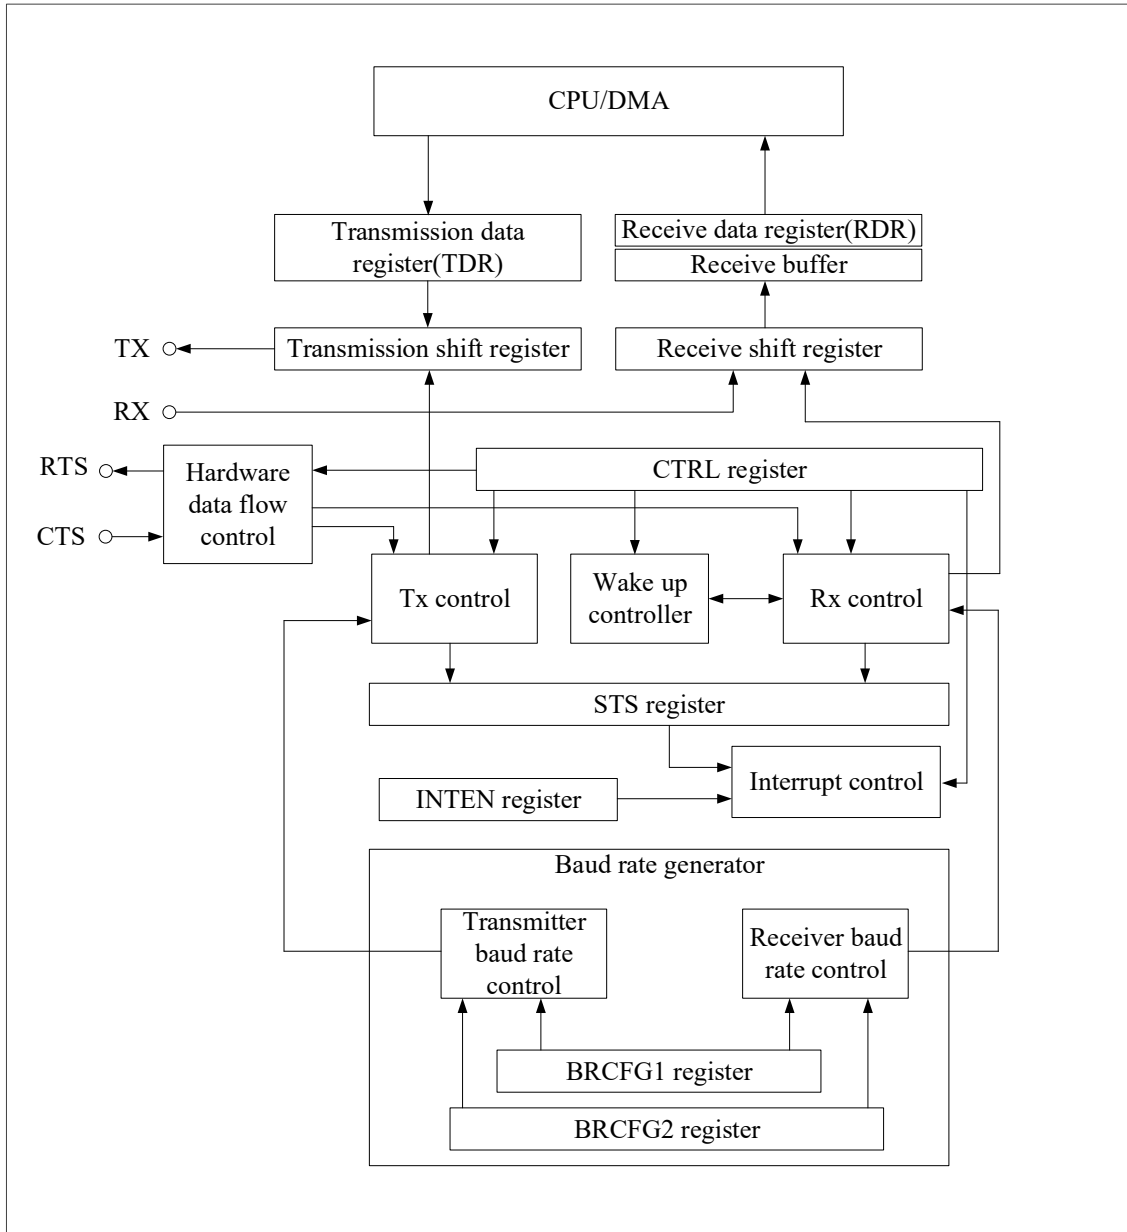 CPU/DMA
Transmission data
register(TDR)
Receive data register(RDR)
Receive buffer
TX
Transmission shift register
Receive shift register
RX
RTS
Hardware
data flow
control
CTRL register
CTS
Tx control
Wake up
controller
Rx control
STS register
Interrupt control
INTEN register
Baud rate generator
Transmitter
baud rate
control
Receiver baud
rate control
BRCFG1 register
BRCFG2 register